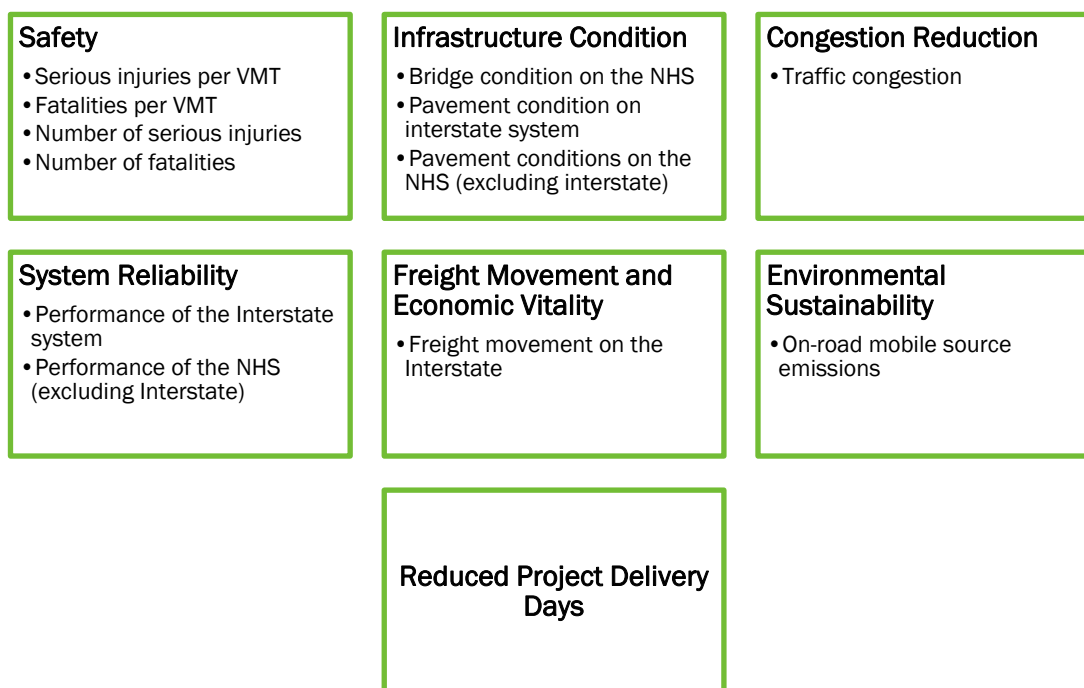 Safety
•Serious injuries per VMT
•Fatalities per VMT
•Number of serious injuries
•Number of fatalities
Infrastructure Condition
•Bridge condition on the NHS
•Pavement condition on
interstate system
•Pavement conditions on the
NHS (excluding interstate)
Congestion Reduction
•Traffic congestion
System Reliability
•Performance of the Interstate
system
•Performance of the NHS
(excluding Interstate)
Freight Movement and
Economic Vitality
•Freight movement on the
Interstate
Environmental
Sustainability
•On-road mobile source
emissions
Reduced Project Delivery
Days